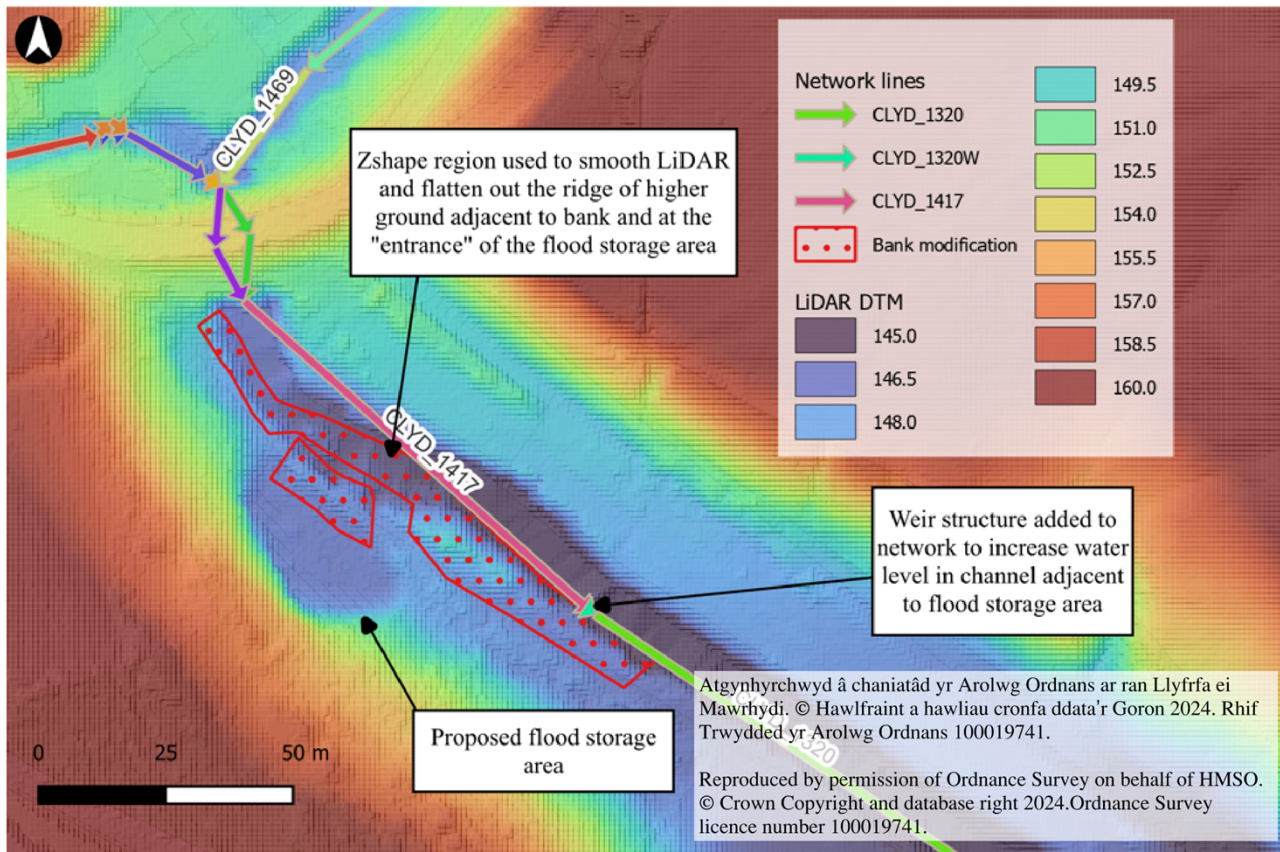 CLYD_1469
Zshape region used to smooth LiDAR
and flatten out the ridge of higher
ground adjacent to bank and at the
"entrance" of the flood storage area
Network lines
CLYD_1320
CLYD_1320W
CLYD_1417
Bank modification
LiDAR DTM
145.0
146.5
148.0
149.5
151.0
152.5
154.0
155.5
157.0
158.5
160.0
CLYD_1417
Weir structure added to
network to increase water
level in channel adjacent
to flood storage area
Proposed flood storage
area
0 25 50 m
CLYD_1320
Atgynhyrchwyd â chaniatâd yr Arolwg Ordnans ar ran Llyfrfa ei
Mawrhydi. © Hawlfraint a hawliau cronfa ddata'r Goron 2024. Rhif
Trwydded yr Arolwg Ordnans 100019741.
Reproduced by permission of Ordnance Survey on behalf of HMSO.
© Crown Copyright and database right 2024.Ordnance Survey
licence number 100019741.